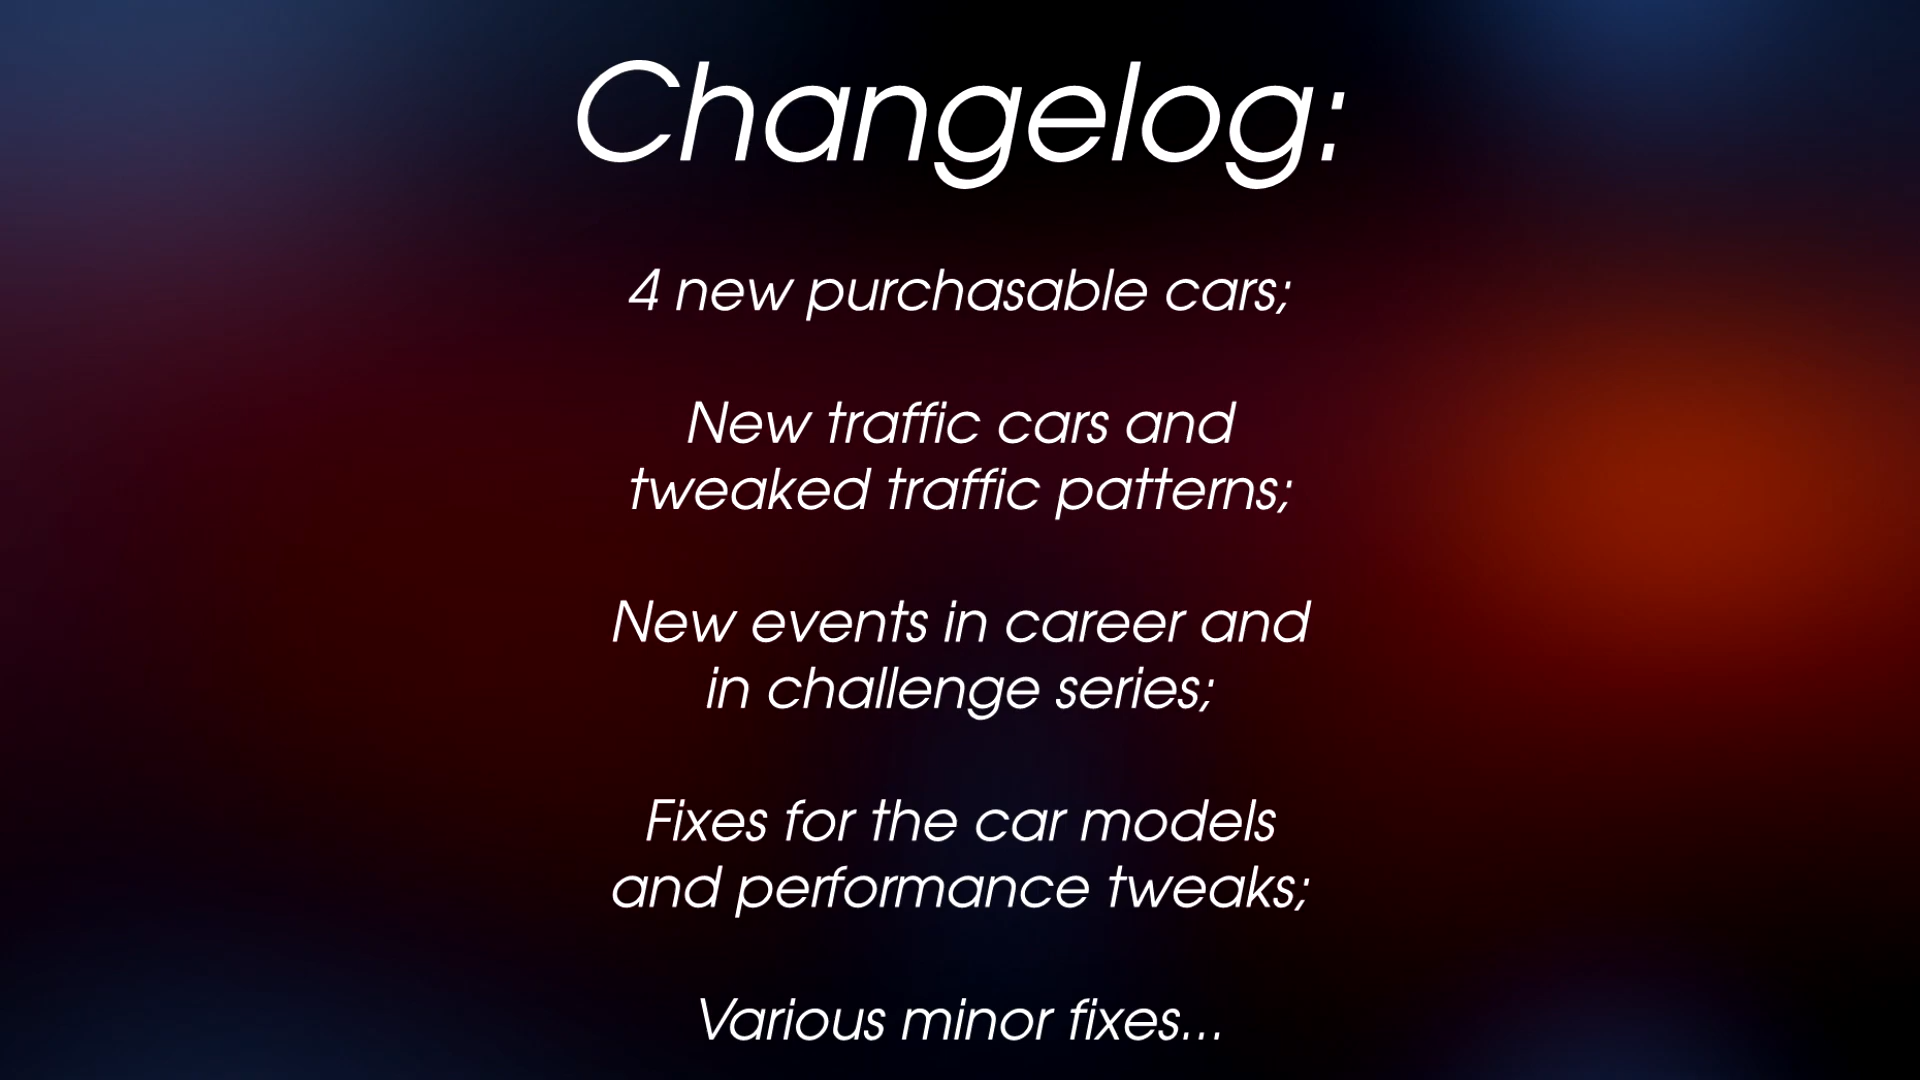 Changelog:
4 new purchasable cars;
New traffic cars and
tweaked traffic patterns;
New events in career and
in challenge series;
Fixes for the car models
and performance tweaks;
Various minor fixes...